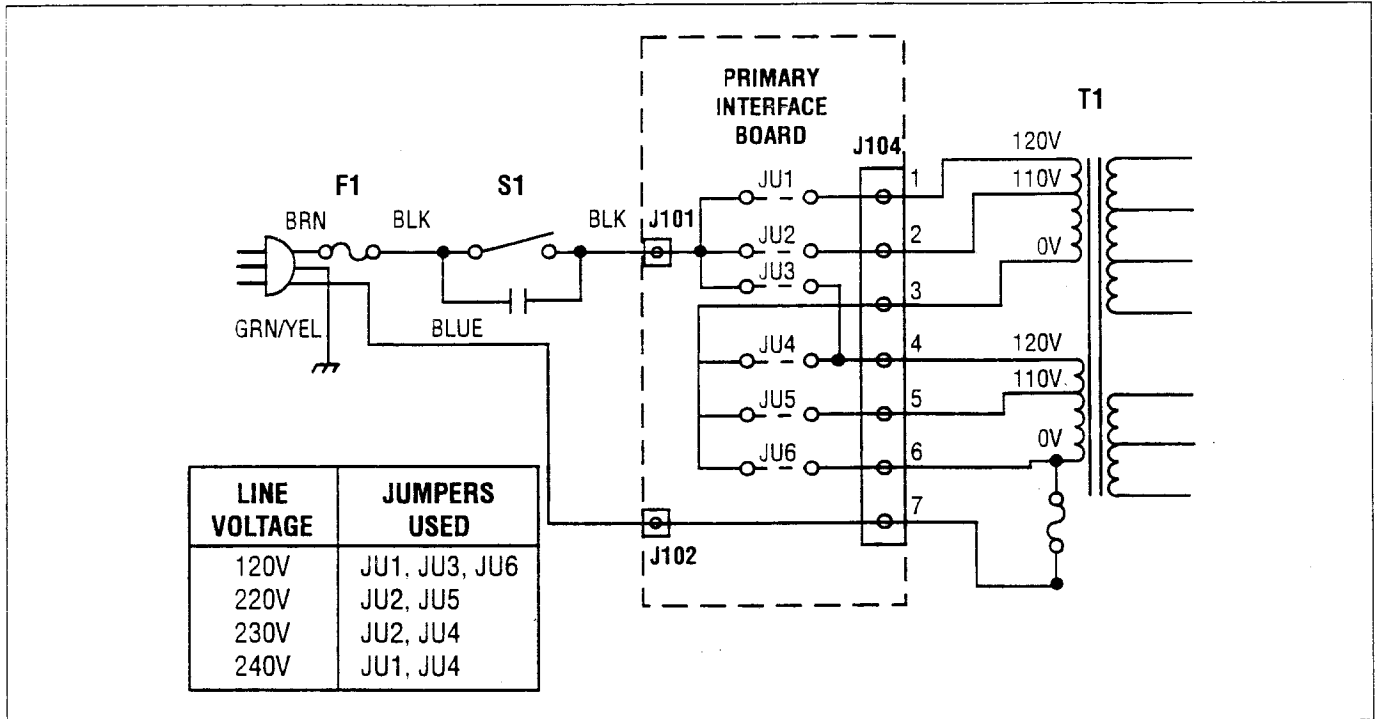 PRIMARY
INTERFACE
BOARD
T1
J104
120V
JU1
1
110V
F1
S1
BRN
BLK
BLK
J101
JU2
2
0V
JU3
3
GRN/YEL
BLUE
JU4
4
120V
110V
JU5
5
0V
JU6
6
7
J102
LINE VOLTAGE
JUMPERS USED
120V JU1, JU3, JU6
220V JU2, JU5
230V JU2, JU4
240V JU1, JU4